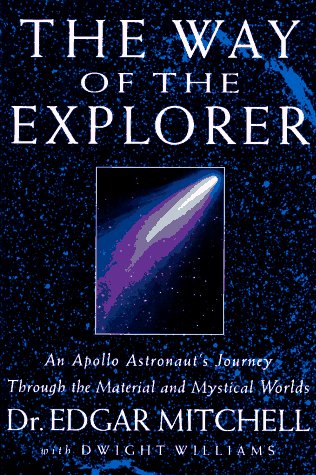 THE WAY
OF THE
EXPLORER
An Apollo Astronaut's Journey
Through the Material and Mystical Worlds
Dr. EDGAR MITCHELL
with DWIGHT WILLIAMS